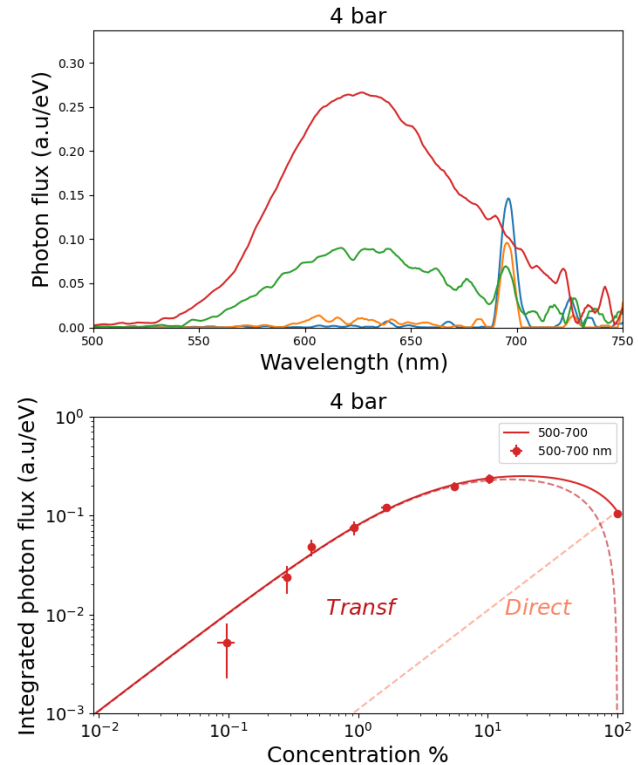 4 bar
Photon flux (a.u/eV)
0.30
0.25
0.20
0.15
0.10
0.05
0.00
500 550 600 650 700 750
Wavelength (nm)
4 bar
Integrated photon flux (a.u/eV)
10⁰
10⁻¹
10⁻²
10⁻³
500-700
500-700 nm
Transf Direct
10⁻² 10⁻¹ 10⁰ 10¹ 10²
Concentration %